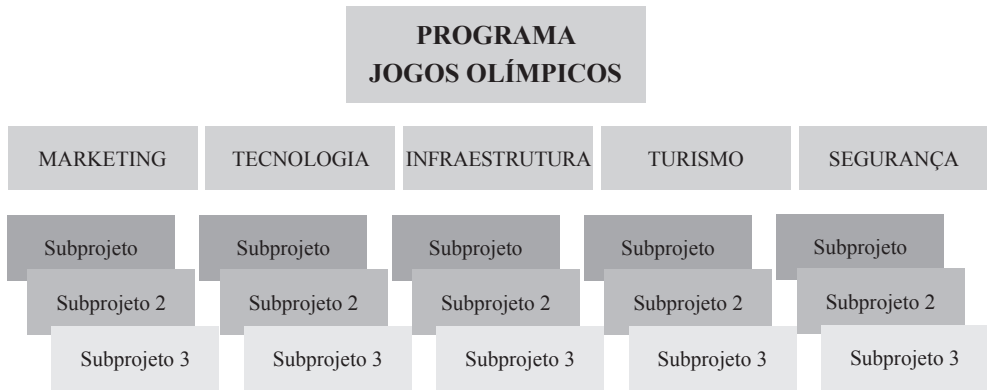 PROGRAMA
JOGOS OLÍMPICOS
MARKETING
TECNOLOGIA
INFRAESTRUTURA
TURISMO
SEGURANÇA
Subprojeto
Subprojeto
Subprojeto
Subprojeto
Subprojeto
Subprojeto 2
Subprojeto 2
Subprojeto 2
Subprojeto 2
Subprojeto 2
Subprojeto 3
Subprojeto 3
Subprojeto 3
Subprojeto 3
Subprojeto 3